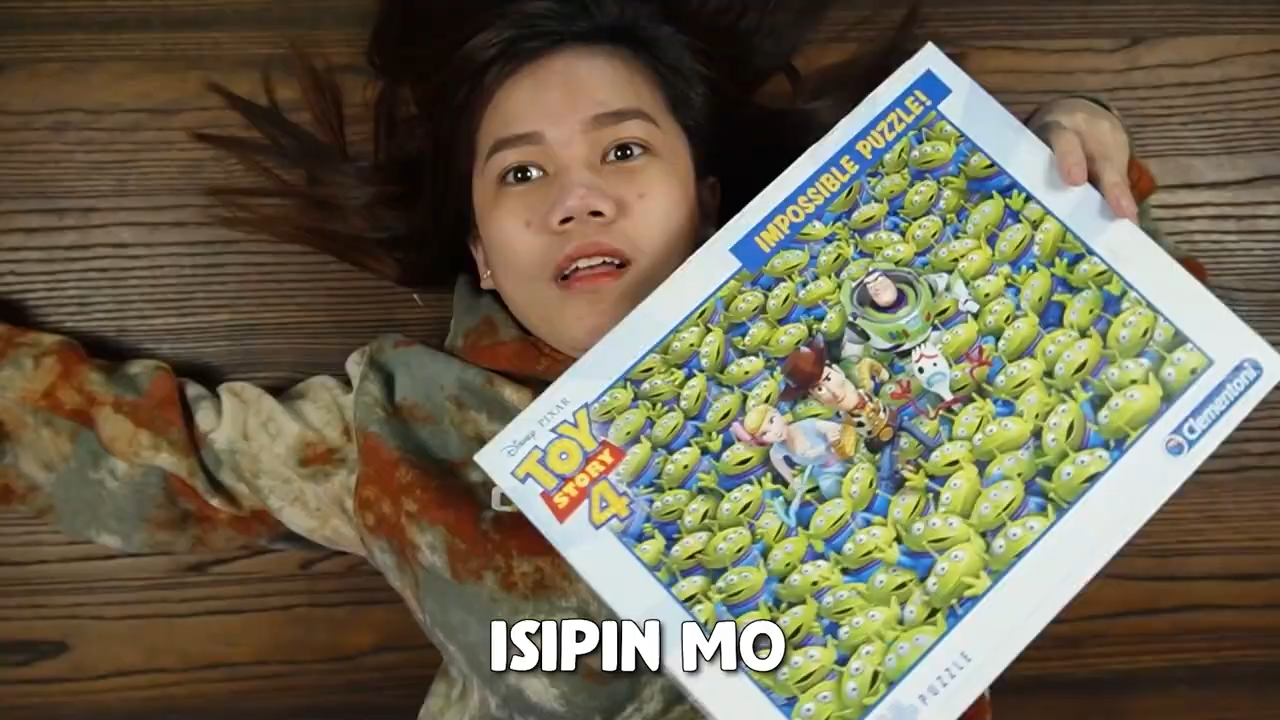 IMPOSSIBLE PUZZLE!
Disney PIXAR
TOY
STORY
4
Clementoni
PUZZLE
ISIPIN MO